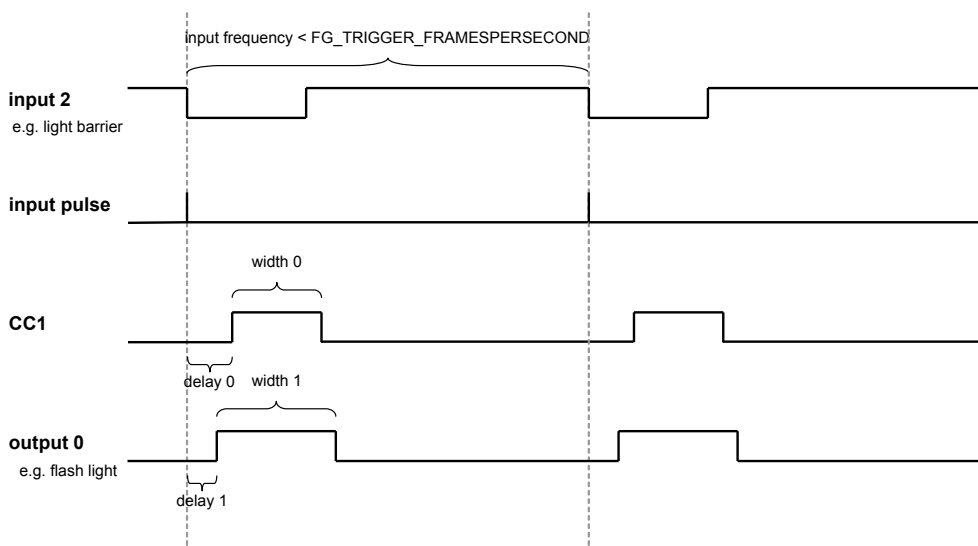 input frequency < FG_TRIGGER_FRAMESPERSECOND
input 2
e.g. light barrier
input pulse
width 0
CC1
delay 0
width 1
output 0
e.g. flash light
delay 1